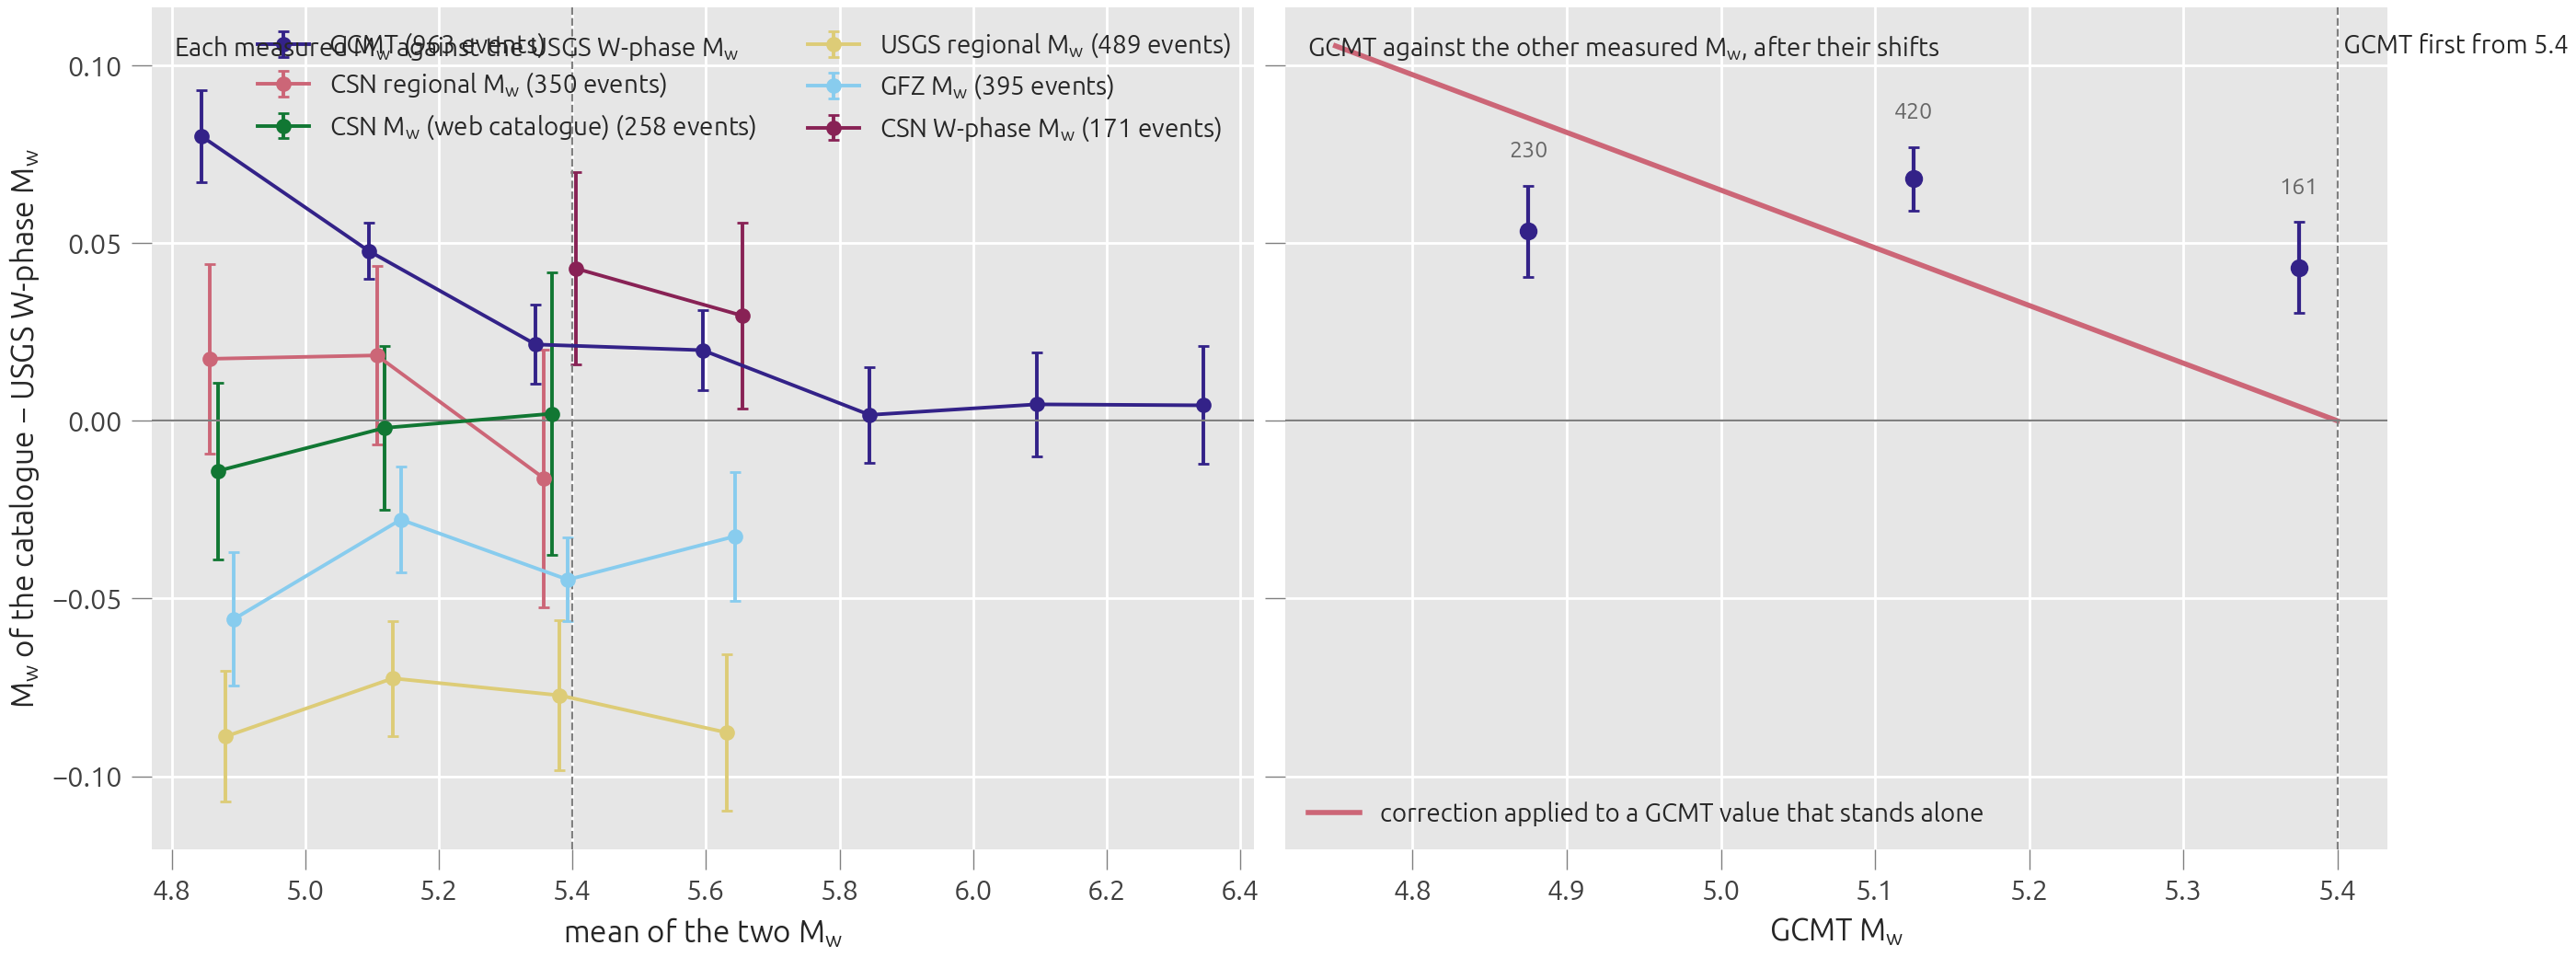 Each measured Mw against the USGS W-phase Mw
GCMT (963 events)
CSN regional Mw (350 events)
CSN Mw (web catalogue) (258 events)
USGS regional Mw (489 events)
GFZ Mw (395 events)
CSN W-phase Mw (171 events)
Mw of the catalogue – USGS W-phase Mw
0.10
0.05
0.00
−0.05
−0.10
4.8 5.0 5.2 5.4 5.6 5.8 6.0 6.2 6.4
mean of the two Mw
GCMT against the other measured Mw, after their shifts
GCMT first from 5.4
230
420
161
correction applied to a GCMT value that stands alone
4.8 4.9 5.0 5.1 5.2 5.3 5.4
GCMT Mw